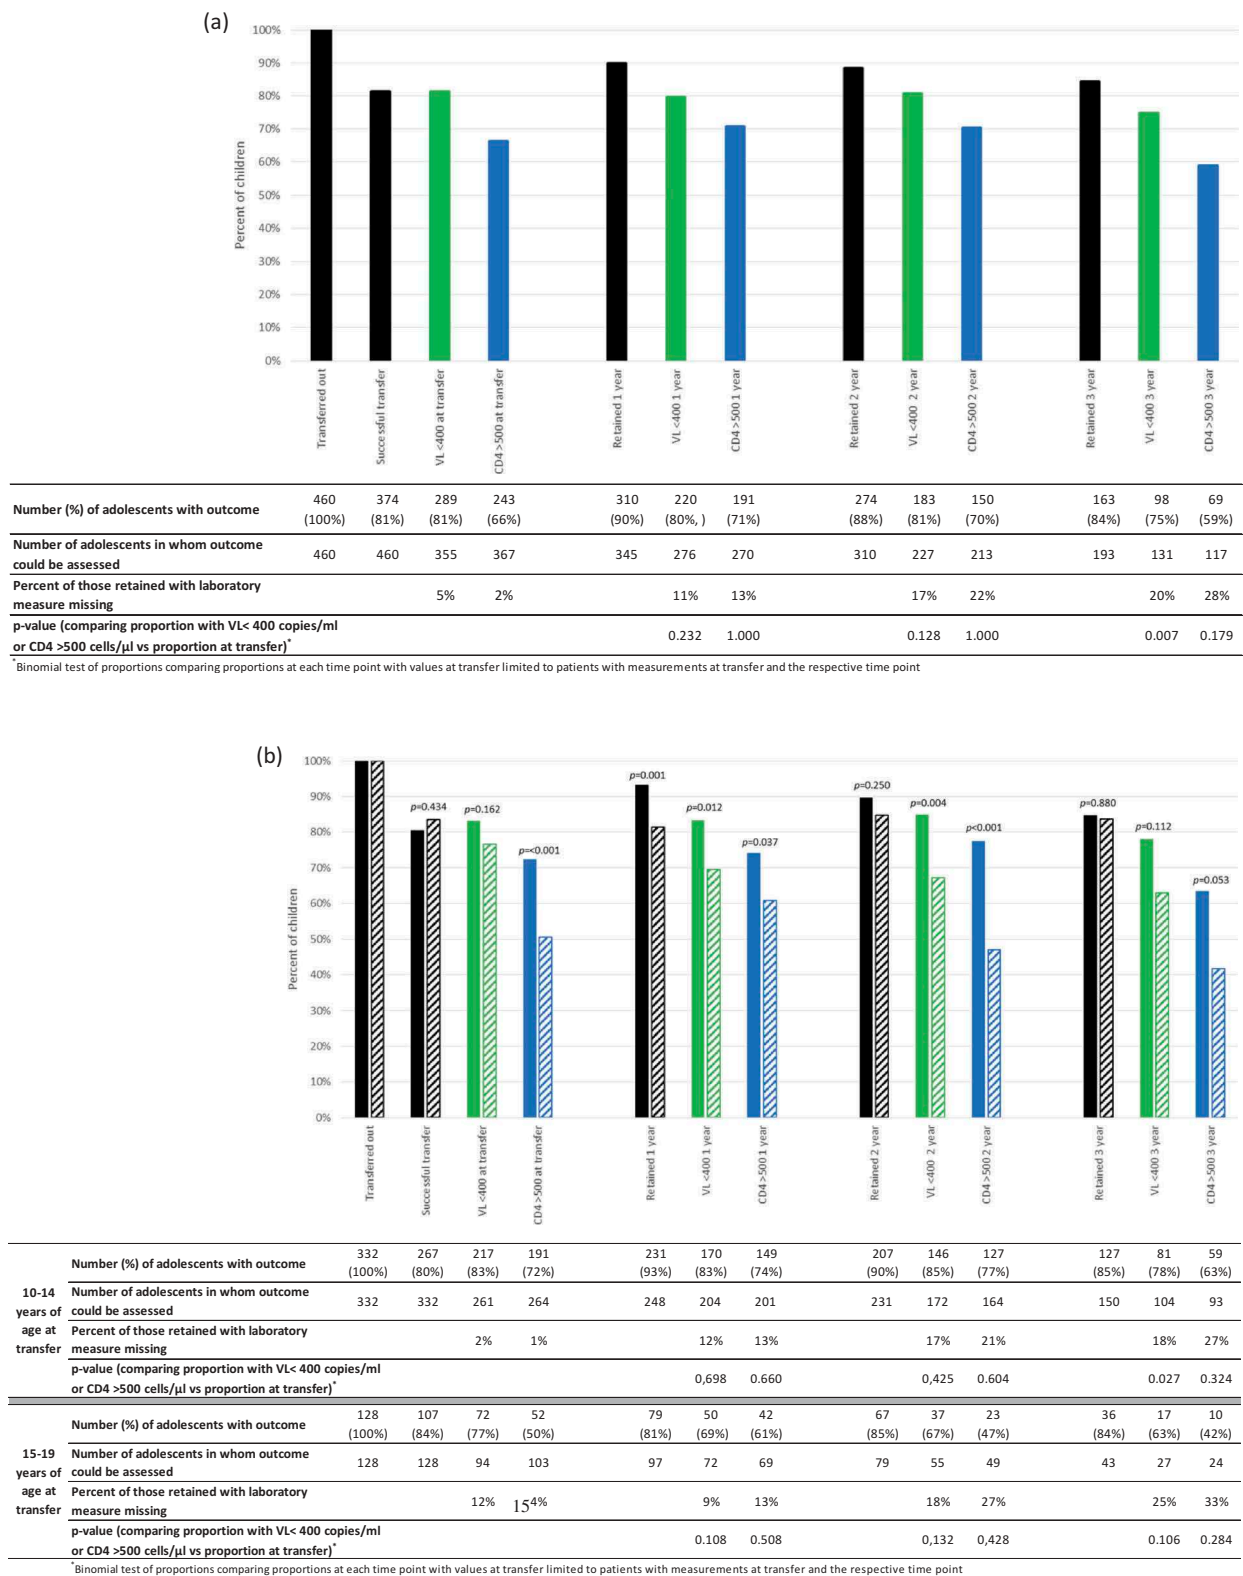 (a)
100%
90%
80%
70%
60%
50%
40%
30%
20%
10%
0%
Percent of children
Transferred out
Successful transfer
VL <400 at transfer
CD4 >500 at transfer
Retained 1 year
VL <400 1 year
CD4 >500 1 year
Retained 2 year
VL <400  2 year
CD4 >500 2 year
Retained 3 year
VL <400 3 year
CD4 >500 3 year
Number (%) of adolescents with outcome 460 374 289 243 310 220 191 274 183 150 163 98 69
(100%) (81%) (81%) (66%) (90%) (80%, ) (71%) (88%) (81%) (70%) (84%) (75%) (59%)
Number of adolescents in whom outcome
could be assessed 460 460 355 367 345 276 270 310 227 213 193 131 117
Percent of those retained with laboratory
measure missing 5% 2% 11% 13% 17% 22% 20% 28%
p-value (comparing proportion with VL< 400 copies/ml
or CD4 >500 cells/µl vs proportion at transfer)* 0.232 1.000 0.128 1.000 0.007 0.179
*Binomial test of proportions comparing proportions at each time point with values at transfer limited to patients with measurements at transfer and the respective time point
(b)
100%
90%
80%
70%
60%
50%
40%
30%
20%
10%
0%
Percent of children
p=0.434
p=0.162
p=<0.001
p=0.001
p=0.012
p=0.037
p=0.250
p=0.004
p<0.001
p=0.880
p=0.112
p=0.053
Transferred out
Successful transfer
VL <400 at transfer
CD4 >500 at transfer
Retained 1 year
VL <400 1 year
CD4 >500 1 year
Retained 2 year
VL <400  2 year
CD4 >500 2 year
Retained 3 year
VL <400 3 year
CD4 >500 3 year
10-14
years of
age at
transfer
Number (%) of adolescents with outcome 332 267 217 191 231 170 149 207 146 127 127 81 59
(100%) (80%) (83%) (72%) (93%) (83%) (74%) (90%) (85%) (77%) (85%) (78%) (63%)
Number of adolescents in whom outcome
could be assessed 332 332 261 264 248 204 201 231 172 164 150 104 93
Percent of those retained with laboratory
measure missing 2% 1% 12% 13% 17% 21% 18% 27%
p-value (comparing proportion with VL< 400 copies/ml
or CD4 >500 cells/µl vs proportion at transfer)* 0,698 0.660 0,425 0.604 0.027 0.324
15-19
years of
age at
transfer
Number (%) of adolescents with outcome 128 107 72 52 79 50 42 67 37 23 36 17 10
(100%) (84%) (77%) (50%) (81%) (69%) (61%) (85%) (67%) (47%) (84%) (63%) (42%)
Number of adolescents in whom outcome
could be assessed 128 128 94 103 97 72 69 79 55 49 43 27 24
Percent of those retained with laboratory
measure missing 12% 4% 9% 13% 18% 27% 25% 33%
15
p-value (comparing proportion with VL< 400 copies/ml
or CD4 >500 cells/µl vs proportion at transfer)* 0.108 0.508 0,132 0,428 0.106 0.284
*Binomial test of proportions comparing proportions at each time point with values at transfer limited to patients with measurements at transfer and the respective time point